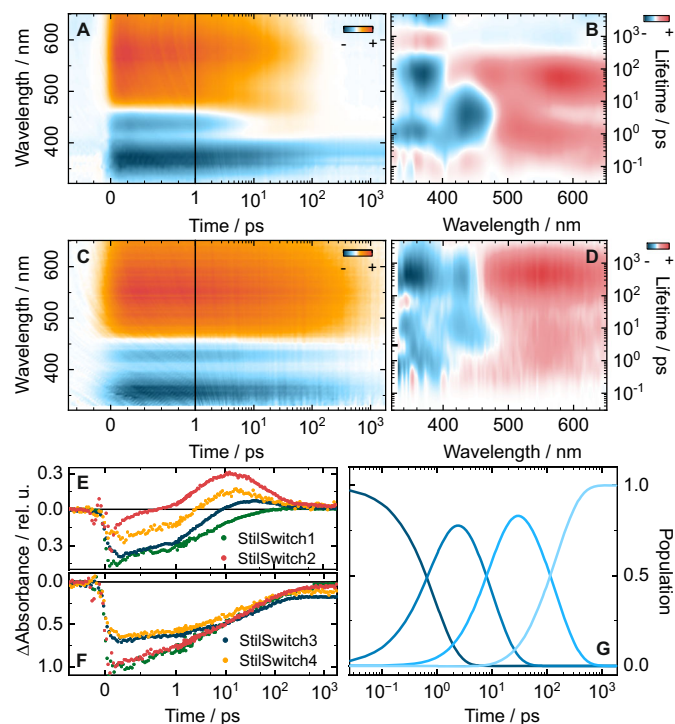 A
- +
B
Wavelength / nm
600
500
400
0
1
10¹
10²
10³
Time / ps
400
500
600
Wavelength / nm
10³
10²
10¹
10⁰
10⁻¹
Lifetime / ps
- +
C
- +
D
Wavelength / nm
600
500
400
0
1
10¹
10²
10³
Time / ps
400
500
600
Wavelength / nm
10³
10²
10¹
10⁰
10⁻¹
Lifetime / ps
- +
E
0.3
0.0
0.3
StilSwitch1
StilSwitch2
F
0.0
0.5
1.0
StilSwitch3
StilSwitch4
ΔAbsorbance / rel. u.
0
1
10¹
10²
10³
Time / ps
G
1.0
0.5
0.0
Population
10⁻¹
10⁰
10¹
10²
10³
Time / ps